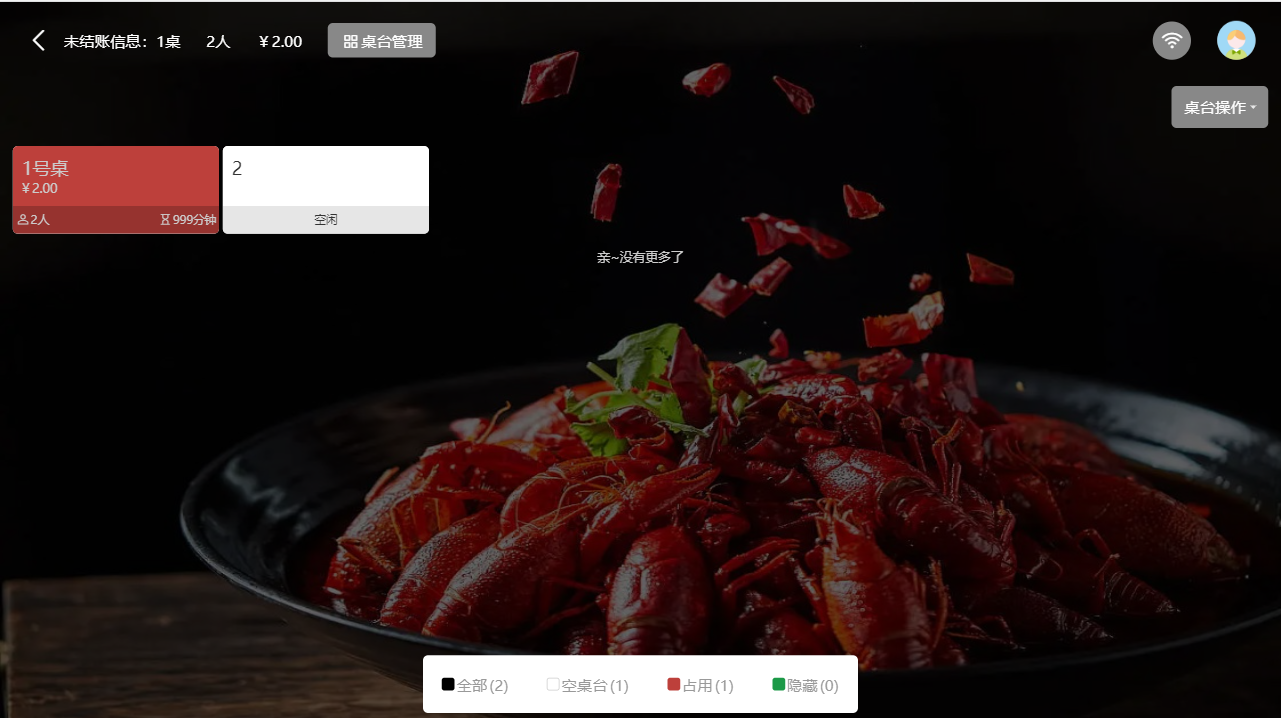 未结账信息：1桌 2人 ￥2.00 桌台管理
桌台操作
1号桌
￥2.00
2人 999分钟
2
空闲
亲~没有更多了
全部(2) 空桌台(1) 占用(1) 隐藏(0)